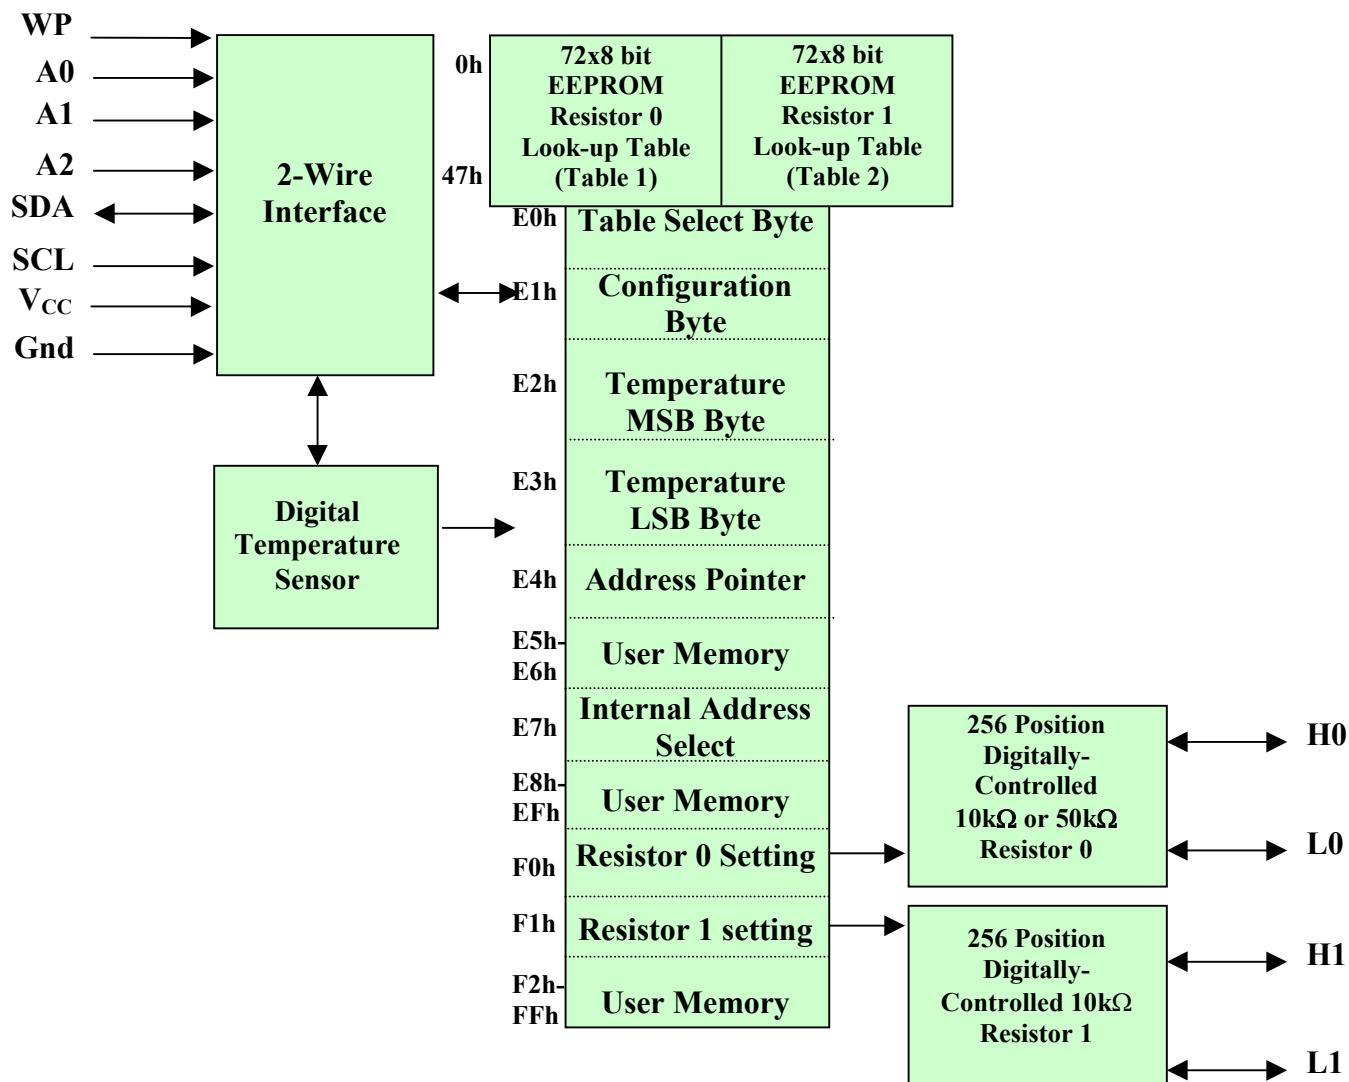 WP
A0
A1
A2
SDA
SCL
VCC
Gnd
2-Wire
Interface
Digital
Temperature
Sensor
0h
47h
72x8 bit
EEPROM
Resistor 0
Look-up Table
(Table 1)
72x8 bit
EEPROM
Resistor 1
Look-up Table
(Table 2)
E0h
Table Select Byte
E1h
Configuration
Byte
E2h
Temperature
MSB Byte
E3h
Temperature
LSB Byte
E4h
Address Pointer
E5h-
E6h
User Memory
E7h
Internal Address
Select
E8h-
EFh
User Memory
F0h
Resistor 0 Setting
F1h
Resistor 1 setting
F2h-
FFh
User Memory
256 Position
Digitally-
Controlled
10kΩ or 50kΩ
Resistor 0
H0
L0
256 Position
Digitally-
Controlled 10kΩ
Resistor 1
H1
L1